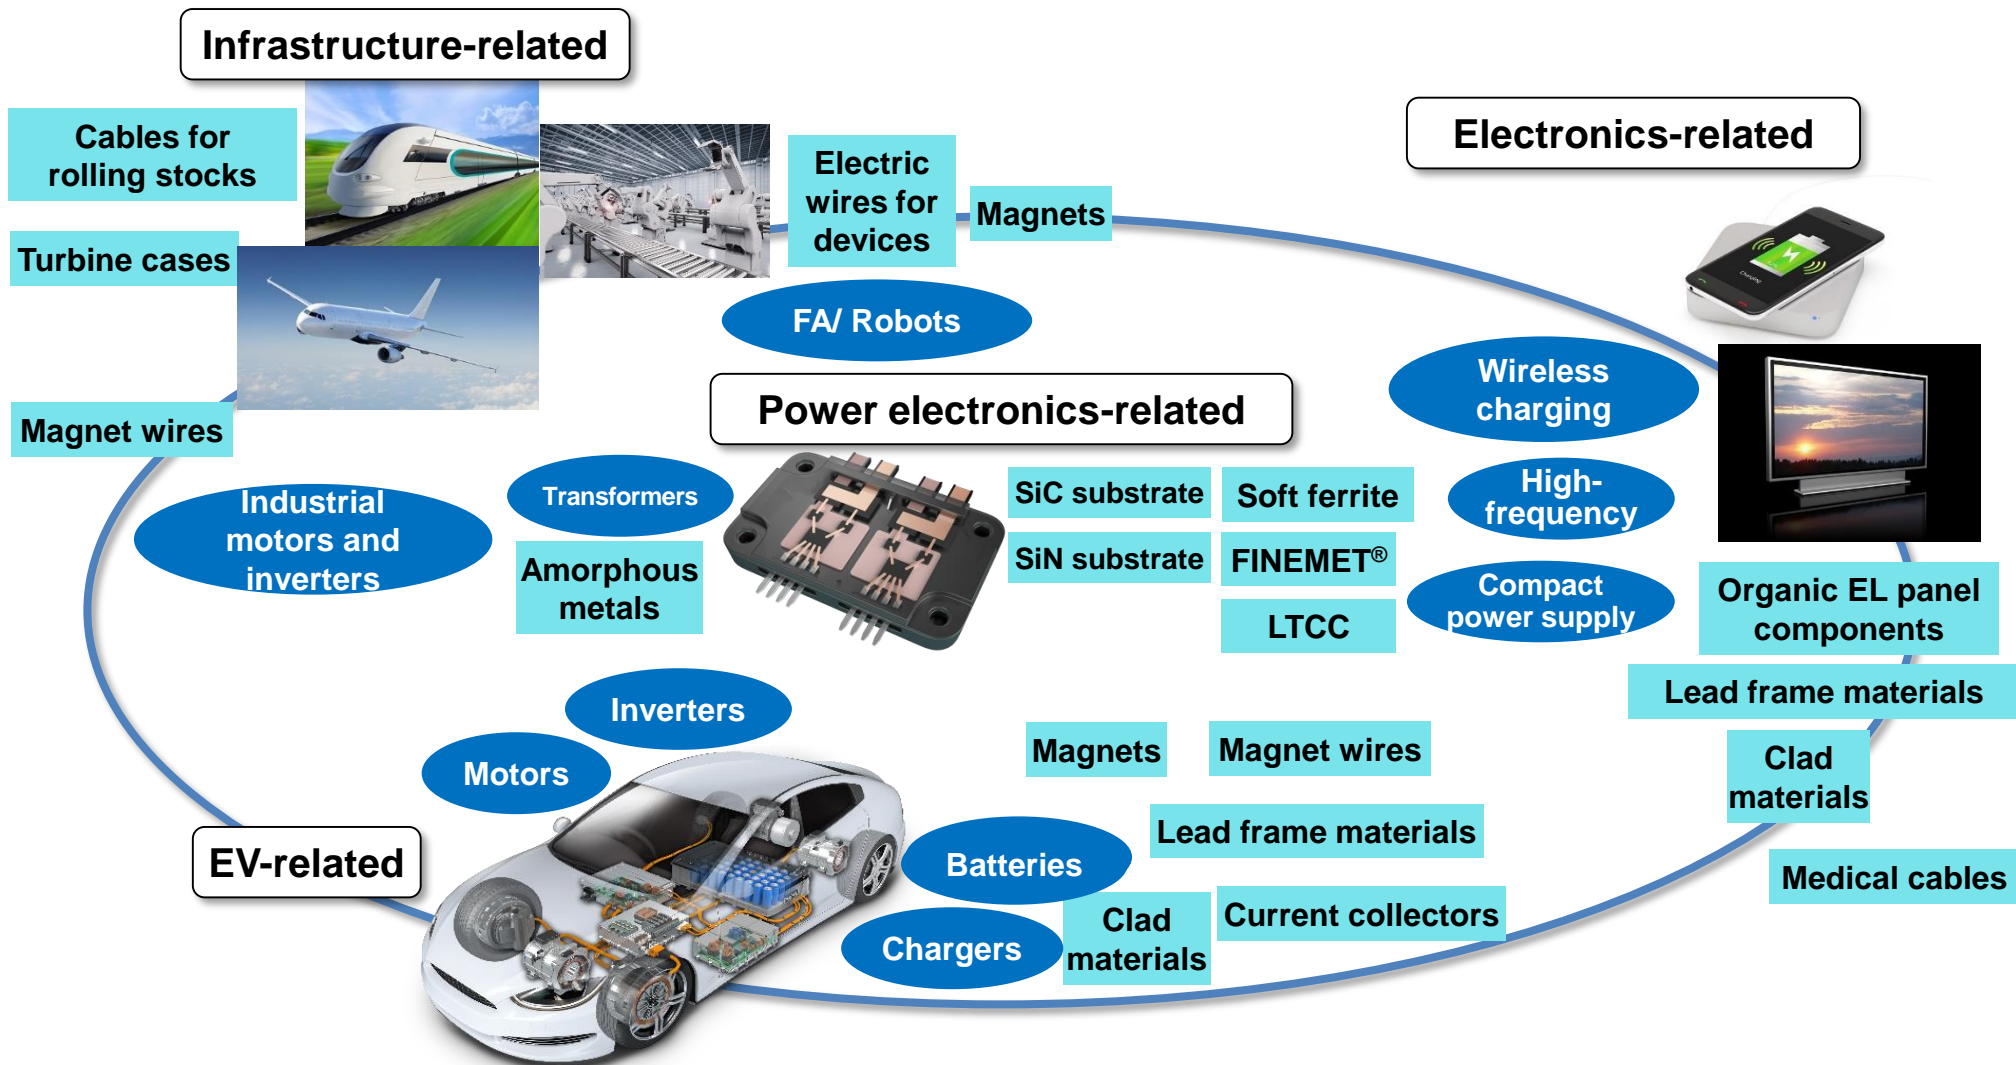 Infrastructure-related
Cables for
rolling stocks
Turbine cases
Magnet wires
Electric
wires for
devices
Magnets
FA/ Robots
Industrial
motors and
inverters
Electronics-related
Charging
Wireless
charging
High-
frequency
Compact
power supply
Organic EL panel
components
Lead frame materials
Clad
materials
Medical cables
Power electronics-related
Transformers
Amorphous
metals
SiC substrate
SiN substrate
Soft ferrite
FINEMET®
LTCC
EV-related
Inverters
Motors
Batteries
Chargers
Magnets
Magnet wires
Lead frame materials
Clad
materials
Current collectors